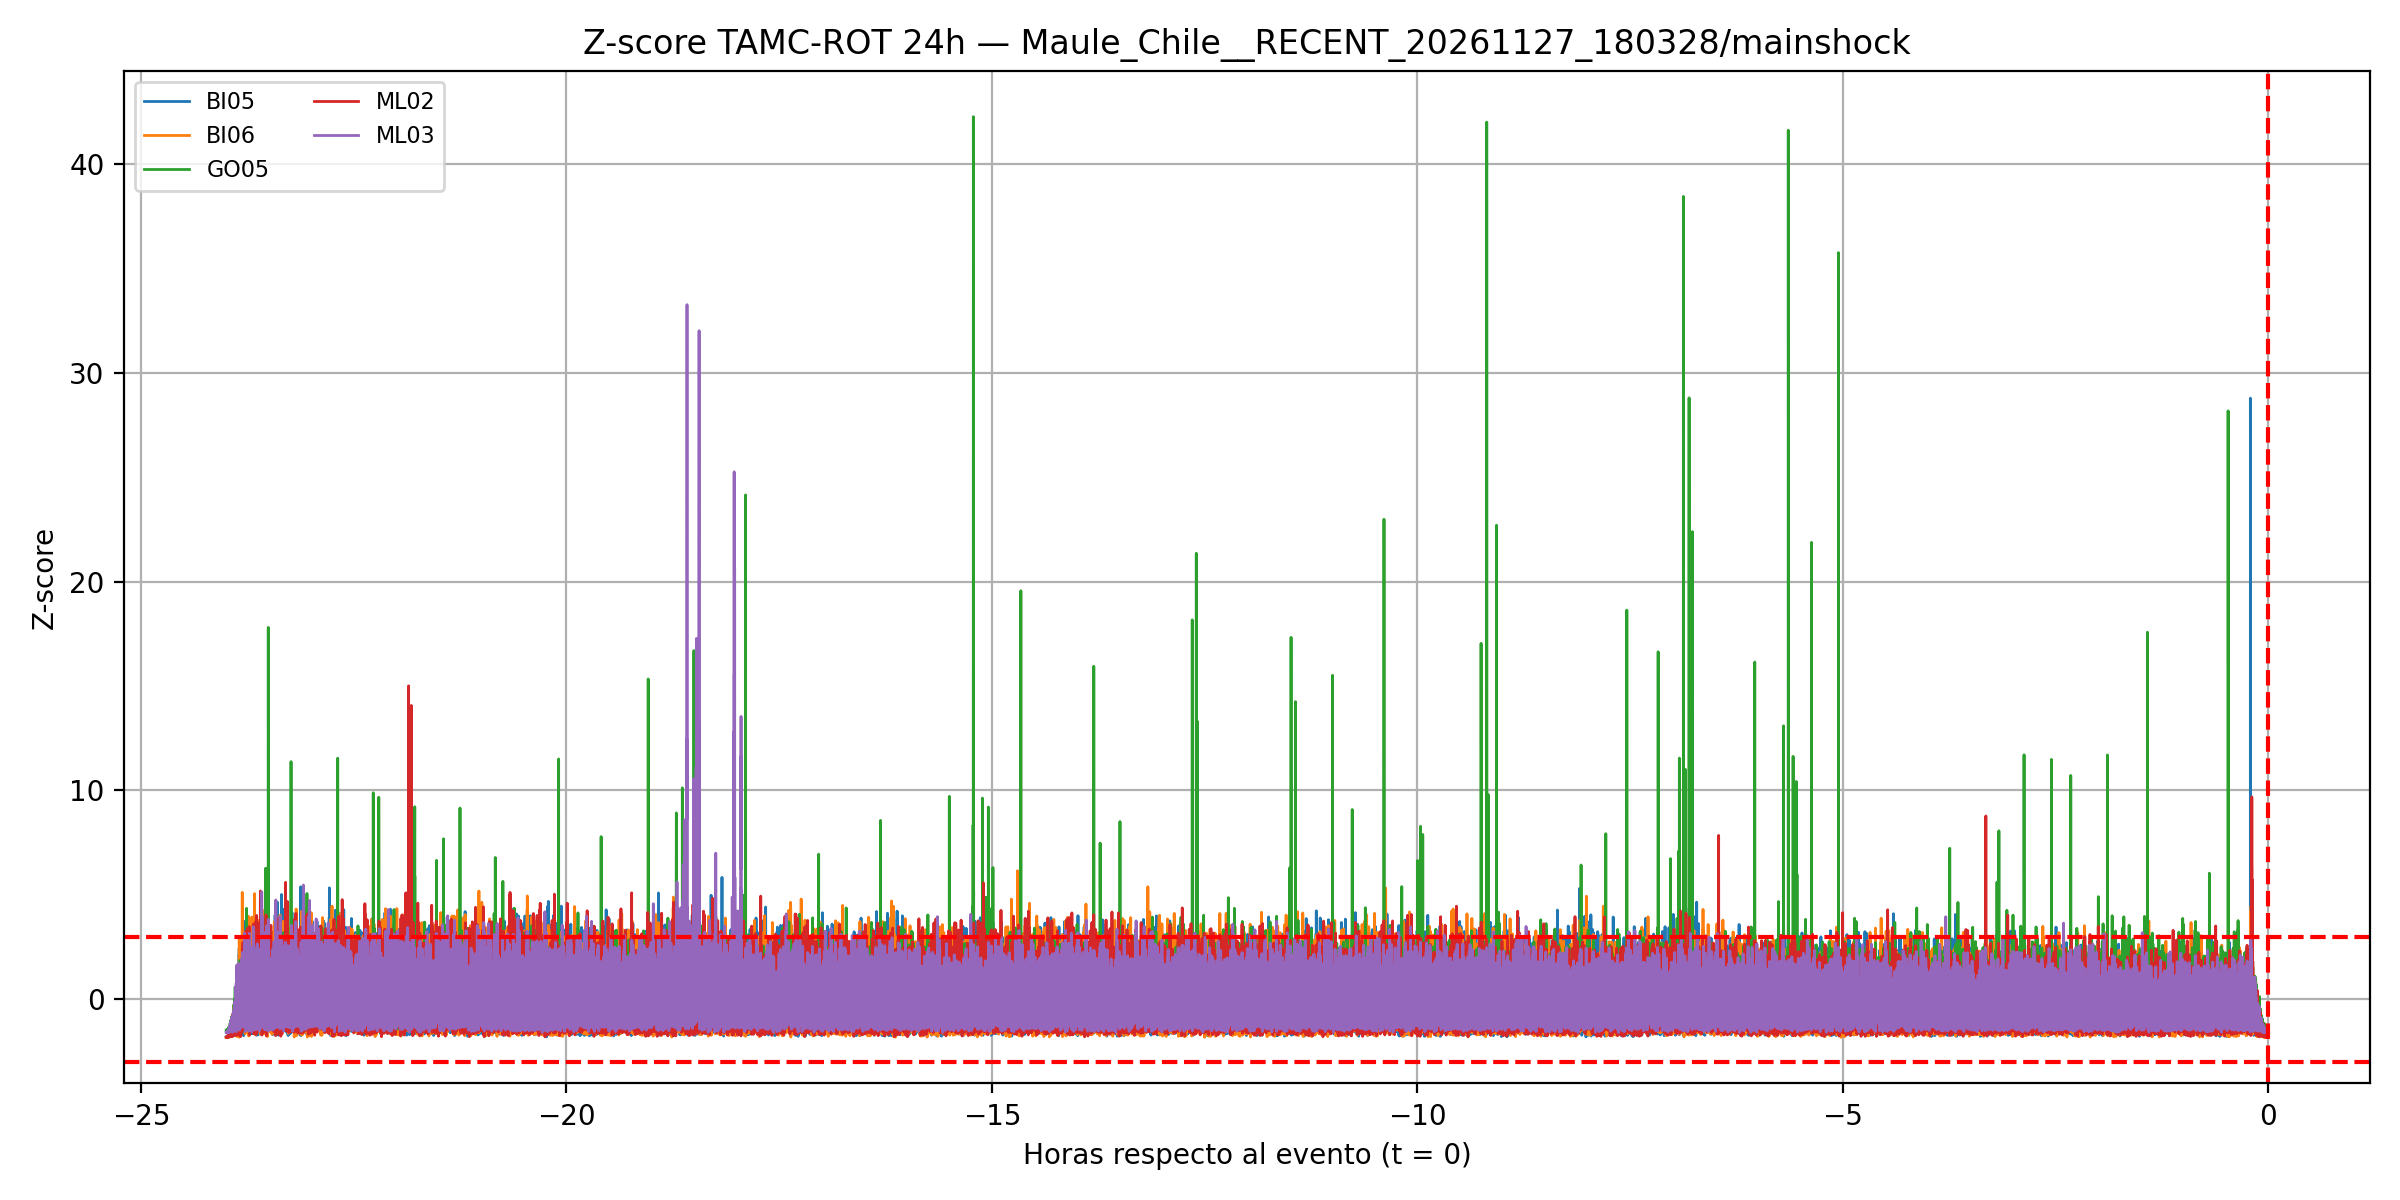 Z-score TAMC-ROT 24h — Maule_Chile__RECENT_20261127_180328/mainshock
BI05
BI06
GO05
ML02
ML03
Z-score
40
30
20
10
0
−25
−20
−15
−10
−5
0
Horas respecto al evento (t = 0)